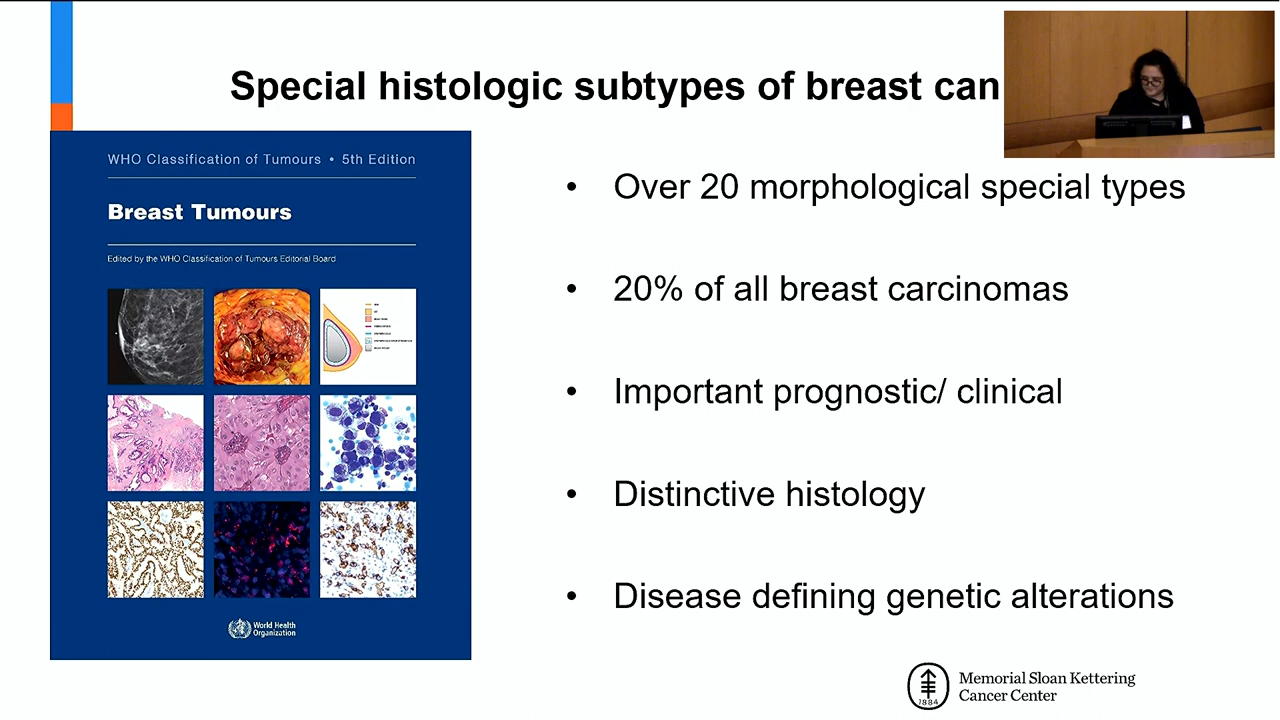 Special histologic subtypes of breast can
WHO Classification of Tumours • 5th Edition
Breast Tumours
Edited by the WHO Classification of Tumours Editorial Board
World Health
Organization
• Over 20 morphological special types
• 20% of all breast carcinomas
• Important prognostic/ clinical
• Distinctive histology
• Disease defining genetic alterations
1884
Memorial Sloan Kettering
Cancer Center